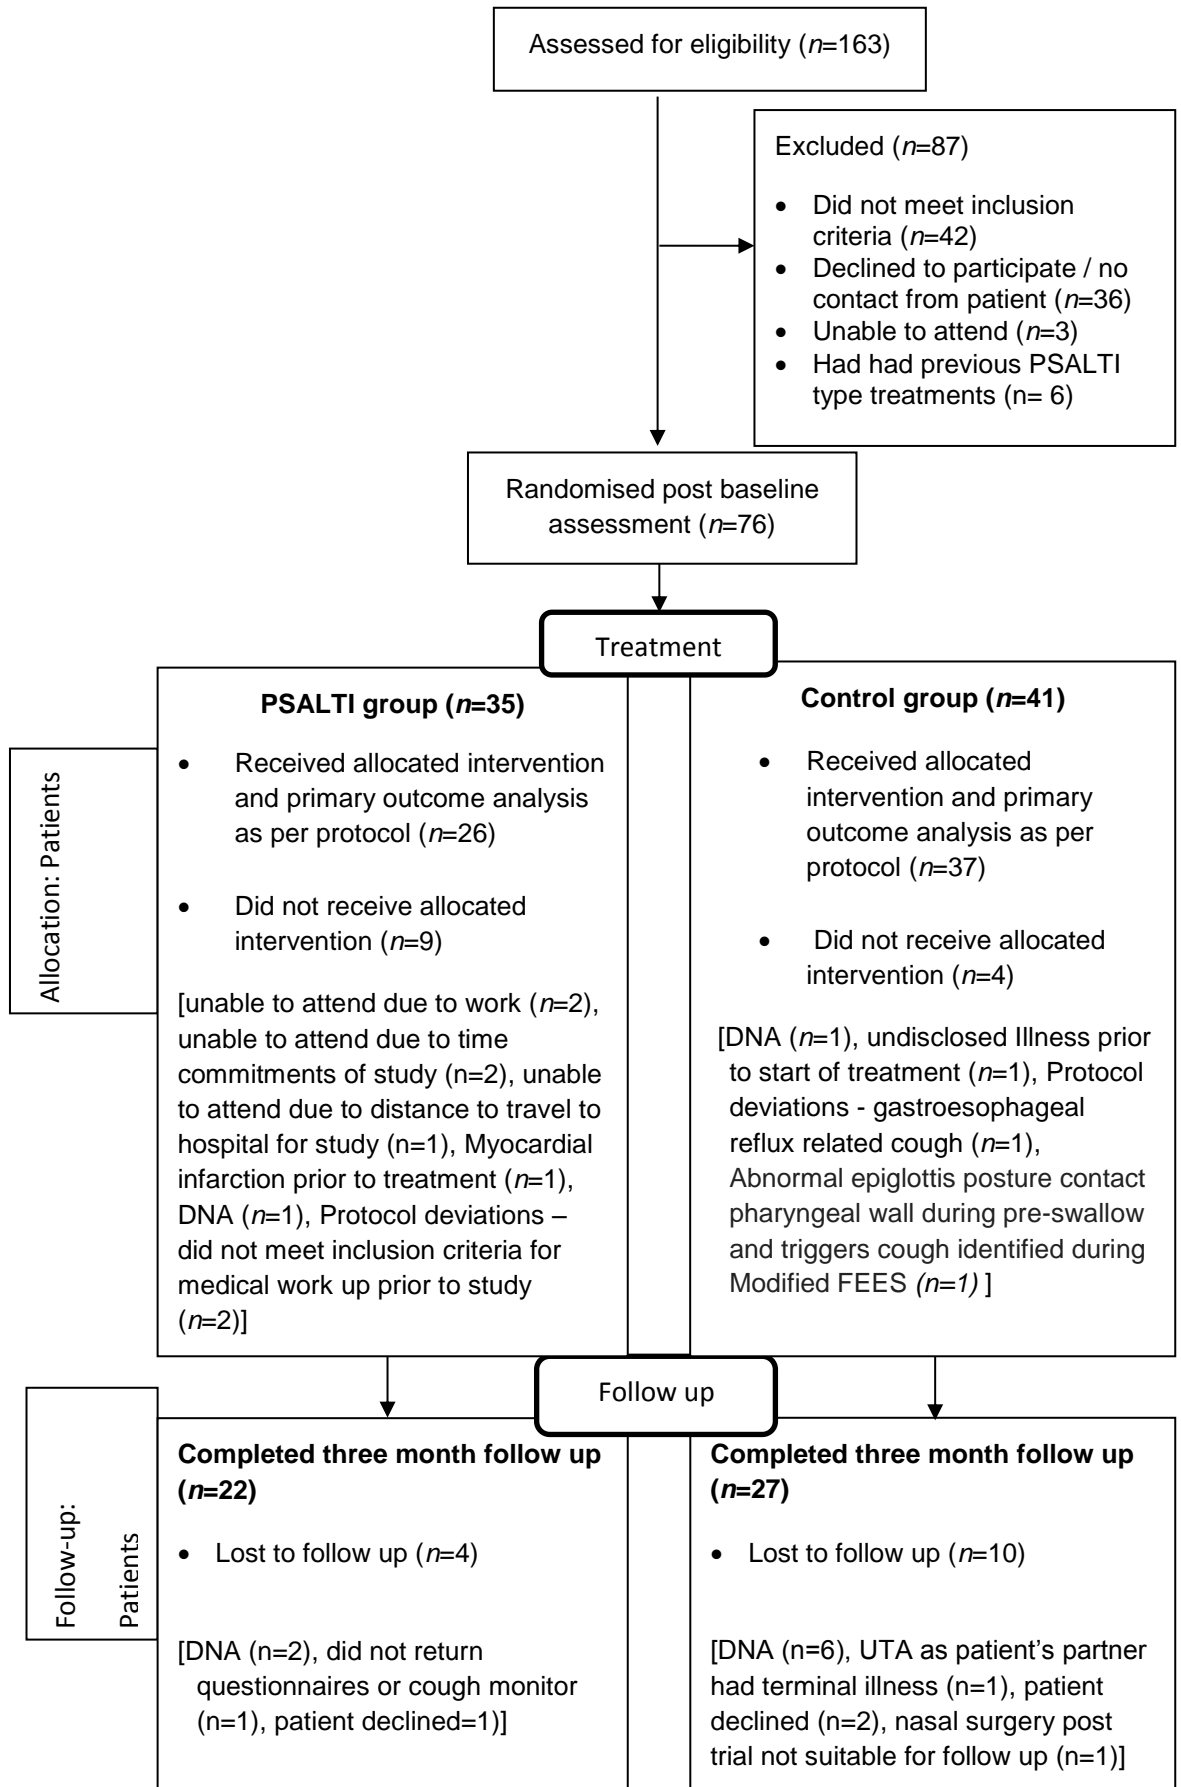 Assessed for eligibility (n=163)
Excluded (n=87)
• Did not meet inclusion
criteria (n=42)
• Declined to participate / no
contact from patient (n=36)
• Unable to attend (n=3)
• Had had previous PSALTI
type treatments (n= 6)
Randomised post baseline
assessment (n=76)
Treatment
Allocation: Patients
PSALTI group (n=35)
• Received allocated intervention
and primary outcome analysis
as per protocol (n=26)
• Did not receive allocated
intervention (n=9)
[unable to attend due to work (n=2),
unable to attend due to time
commitments of study (n=2), unable
to attend due to distance to travel to
hospital for study (n=1), Myocardial
infarction prior to treatment (n=1),
DNA (n=1), Protocol deviations –
did not meet inclusion criteria for
medical work up prior to study
(n=2)]
Control group (n=41)
• Received allocated
intervention and primary
outcome analysis as per
protocol (n=37)
• Did not receive allocated
intervention (n=4)
[DNA (n=1), undisclosed Illness prior
to start of treatment (n=1), Protocol
deviations - gastroesophageal
reflux related cough (n=1),
Abnormal epiglottis posture contact
pharyngeal wall during pre-swallow
and triggers cough identified during
Modified FEES (n=1) ]
Follow up
Follow-up:
Patients
Completed three month follow up
(n=22)
• Lost to follow up (n=4)
[DNA (n=2), did not return
questionnaires or cough monitor
(n=1), patient declined=1)]
Completed three month follow up
(n=27)
• Lost to follow up (n=10)
[DNA (n=6), UTA as patient’s partner
had terminal illness (n=1), patient
declined (n=2), nasal surgery post
trial not suitable for follow up (n=1)]